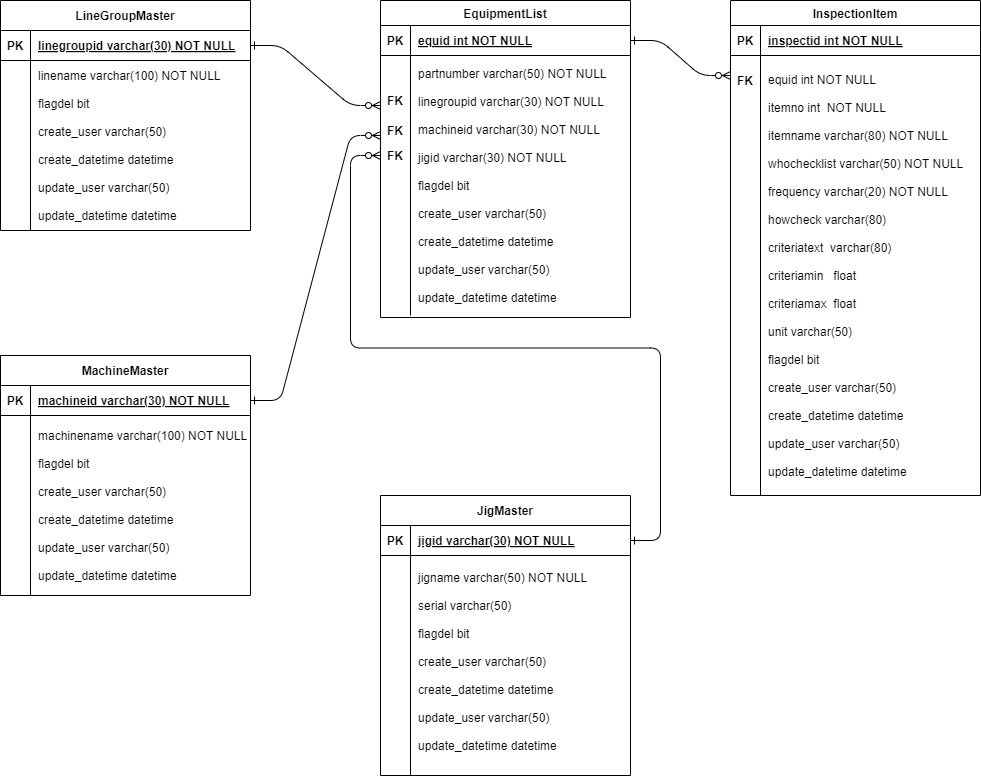 LineGroupMaster
PK linegroupid varchar(30) NOT NULL
linename varchar(100) NOT NULL
flagdel bit
create_user varchar(50)
create_datetime datetime
update_user varchar(50)
update_datetime datetime
EquipmentList
PK equid int NOT NULL
partnumber varchar(50) NOT NULL
FK linegroupid varchar(30) NOT NULL
FK machineid varchar(30) NOT NULL
FK jigid varchar(30) NOT NULL
flagdel bit
create_user varchar(50)
create_datetime datetime
update_user varchar(50)
update_datetime datetime
InspectionItem
PK inspectid int NOT NULL
FK equid int NOT NULL
itemno int  NOT NULL
itemname varchar(80) NOT NULL
whochecklist varchar(50) NOT NULL
frequency varchar(20) NOT NULL
howcheck varchar(80)
criteriatext  varchar(80)
criteriamin   float
criteriamax  float
unit varchar(50)
flagdel bit
create_user varchar(50)
create_datetime datetime
update_user varchar(50)
update_datetime datetime
MachineMaster
PK machineid varchar(30) NOT NULL
machinename varchar(100) NOT NULL
flagdel bit
create_user varchar(50)
create_datetime datetime
update_user varchar(50)
update_datetime datetime
JigMaster
PK jigid varchar(30) NOT NULL
jigname varchar(50) NOT NULL
serial varchar(50)
flagdel bit
create_user varchar(50)
create_datetime datetime
update_user varchar(50)
update_datetime datetime